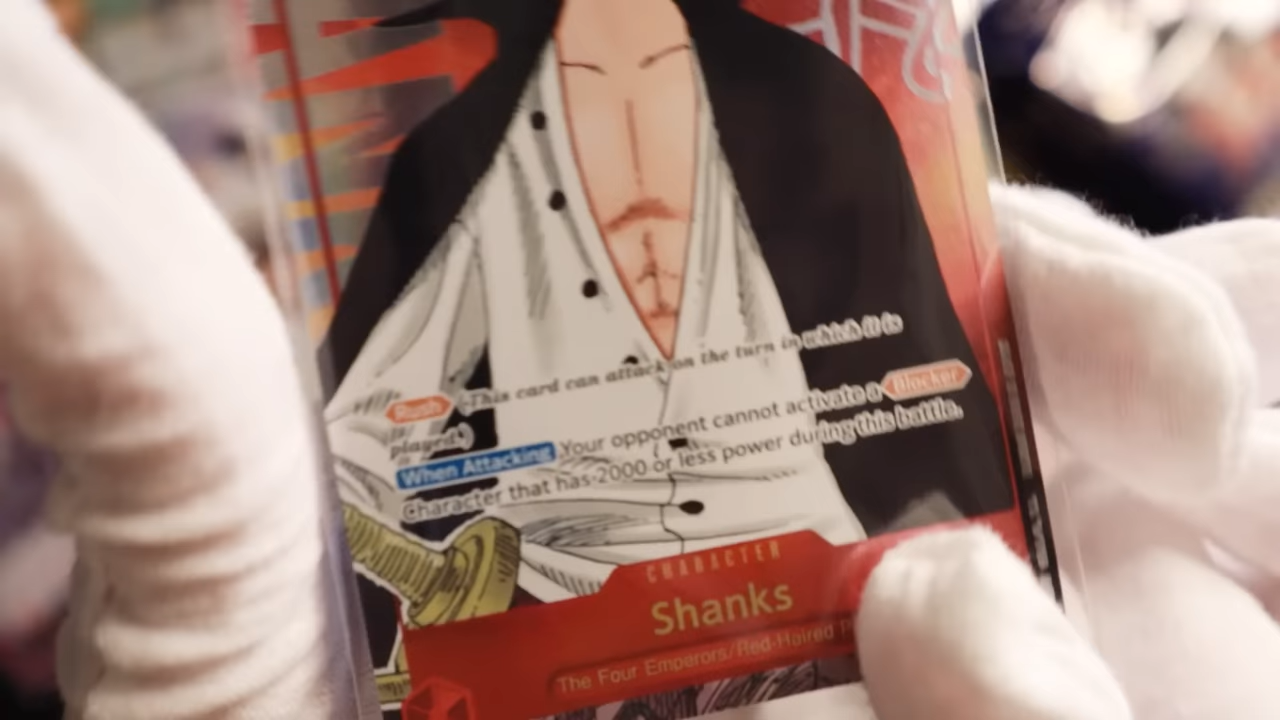 Rush (This card can attack on the turn in which it is
played.)
When Attacking Your opponent cannot activate a Blocker
Character that has 2000 or less power during this battle.
CHARACTER
Shanks
The Four Emperors/Red-Haired P